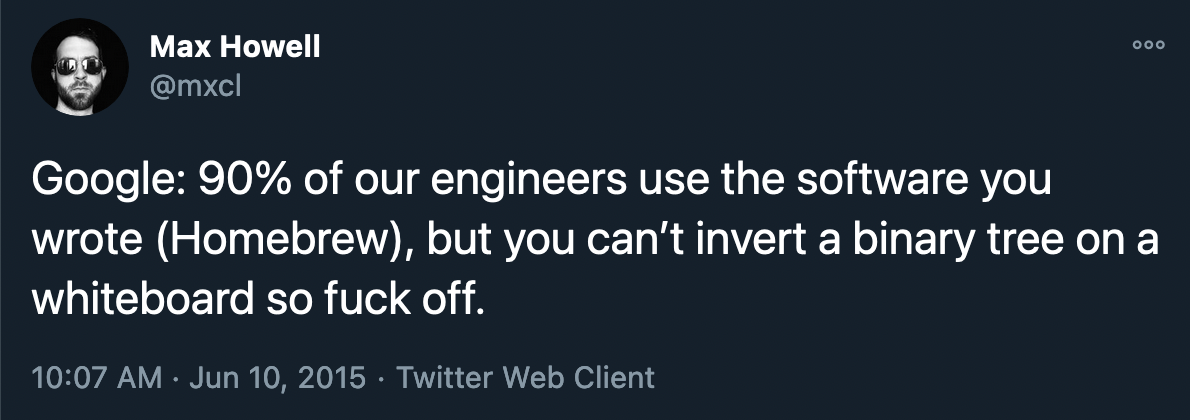 Max Howell
@mxcl
Google: 90% of our engineers use the software you
wrote (Homebrew), but you can’t invert a binary tree on a
whiteboard so fuck off.
10:07 AM · Jun 10, 2015 · Twitter Web Client